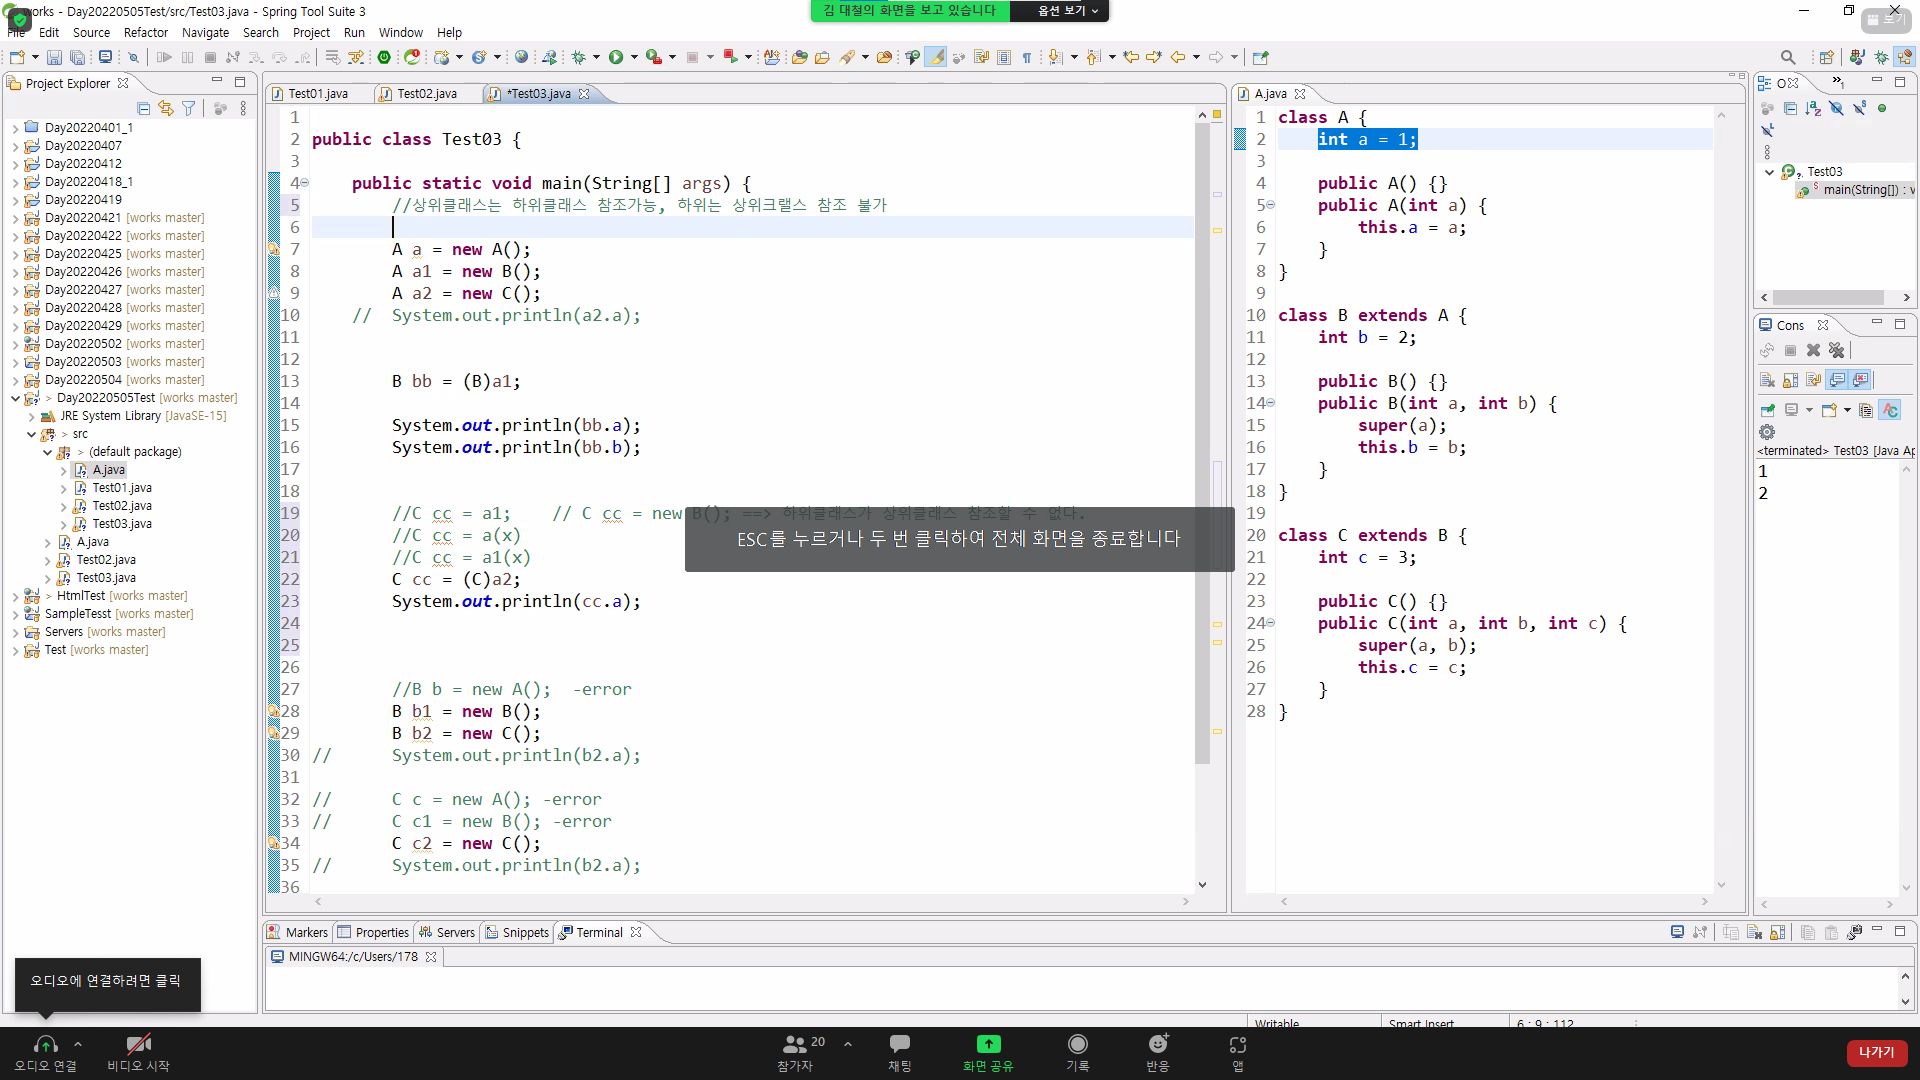 works - Day20220505Test/src/Test03.java - Spring Tool Suite 3
김 대철의 화면을 보고 있습니다
옵션 보기
보기
File Edit Source Refactor Navigate Search Project Run Window Help
Project Explorer
Day20220401_1
Day20220407
Day20220412
Day20220418_1
Day20220419
Day20220421 [works master]
Day20220422 [works master]
Day20220425 [works master]
Day20220426 [works master]
Day20220427 [works master]
Day20220428 [works master]
Day20220429 [works master]
Day20220502 [works master]
Day20220503 [works master]
Day20220504 [works master]
> Day20220505Test [works master]
JRE System Library [JavaSE-15]
> src
> (default package)
A.java
Test01.java
Test02.java
Test03.java
A.java
Test02.java
Test03.java
> HtmlTest [works master]
SampleTesst [works master]
Servers [works master]
Test [works master]
Test01.java
Test02.java
*Test03.java
1
2 public class Test03 {
3
4 public static void main(String[] args) {
5 //상위클래스는 하위클래스 참조가능, 하위는 상위크랠스 참조 불가
6
7 A a = new A();
8 A a1 = new B();
9 A a2 = new C();
10 // System.out.println(a2.a);
11
12
13 B bb = (B)a1;
14
15 System.out.println(bb.a);
16 System.out.println(bb.b);
17
18
19 //C cc = a1; // C cc = new B(); ==> 하위클래스가 상위클래스 참조할 수 없다.
20 //C cc = a(x)
21 //C cc = a1(x)
22 C cc = (C)a2;
23 System.out.println(cc.a);
24
25
26
27 //B b = new A(); -error
28 B b1 = new B();
29 B b2 = new C();
30 // System.out.println(b2.a);
31
32 // C c = new A(); -error
33 // C c1 = new B(); -error
34 C c2 = new C();
35 // System.out.println(b2.a);
36
ESC를 누르거나 두 번 클릭하여 전체 화면을 종료합니다
A.java
1 class A {
2 int a = 1;
3
4 public A() {}
5 public A(int a) {
6 this.a = a;
7 }
8 }
9
10 class B extends A {
11 int b = 2;
12
13 public B() {}
14 public B(int a, int b) {
15 super(a);
16 this.b = b;
17 }
18 }
19
20 class C extends B {
21 int c = 3;
22
23 public C() {}
24 public C(int a, int b, int c) {
25 super(a, b);
26 this.c = c;
27 }
28 }
Test03
main(String[]) : v
Cons
<terminated> Test03 [Java Ap
1
2
Markers Properties Servers Snippets Terminal
MINGW64:/c/Users/178
Writable Smart Insert 6 : 9 : 112
오디오에 연결하려면 클릭
오디오 연결
비디오 시작
참가자 20
채팅
화면 공유
기록
반응
앱
나가기